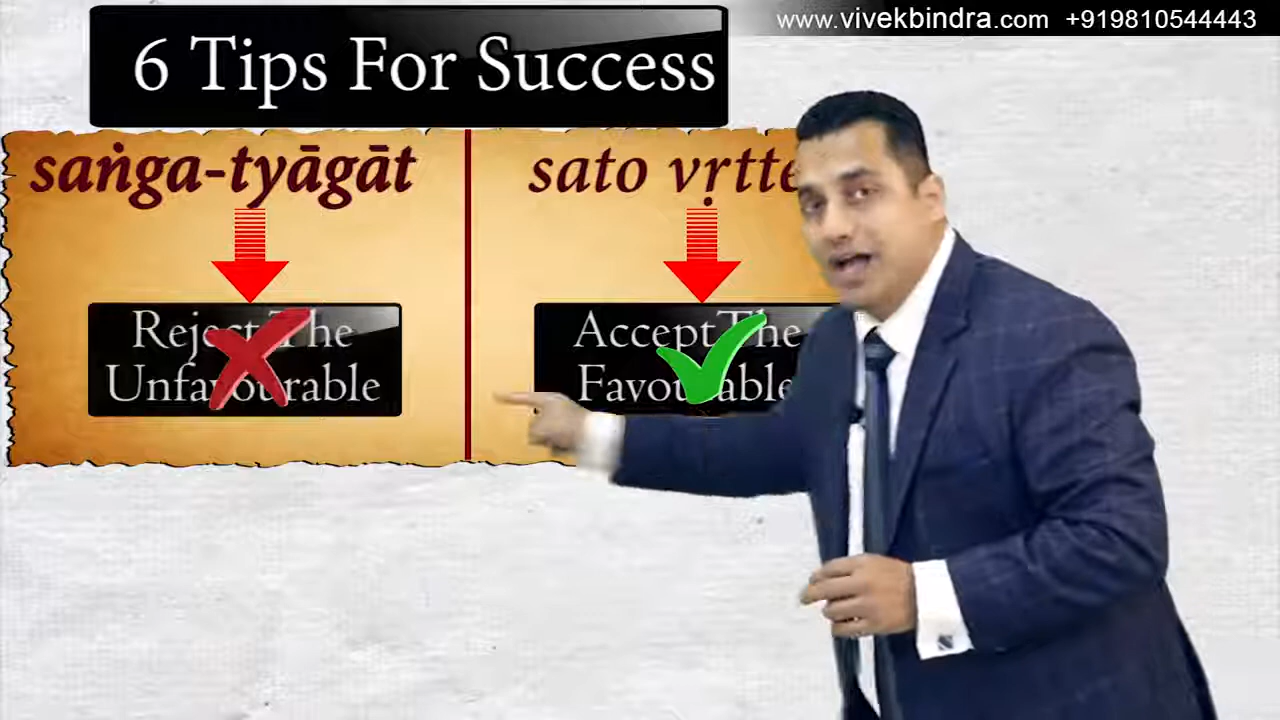 www.vivekbindra.com +919810544443
6 Tips For Success
saṅga-tyāgāt
sato vṛtte
Reject The
Unfavourable
Accept The
Favourable